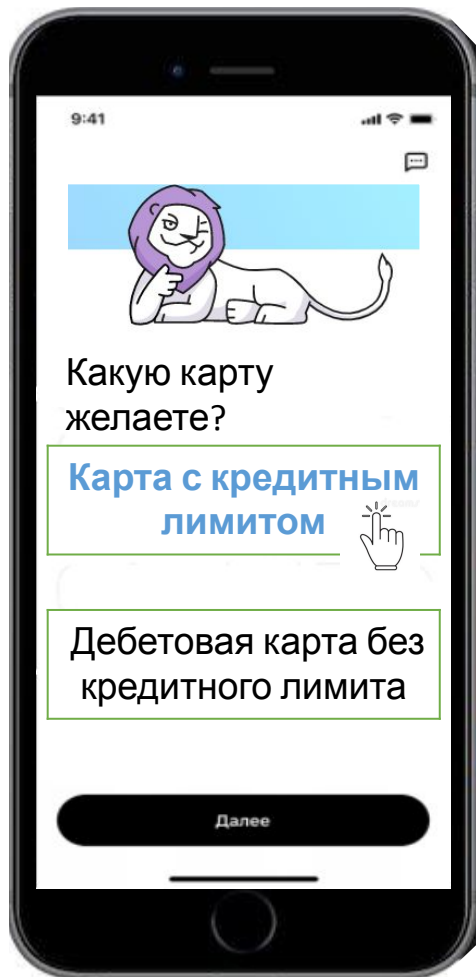 9:41
Какую карту
желаете?
Карта с кредитным
лимитом
Дебетовая карта без
кредитного лимита
Далее